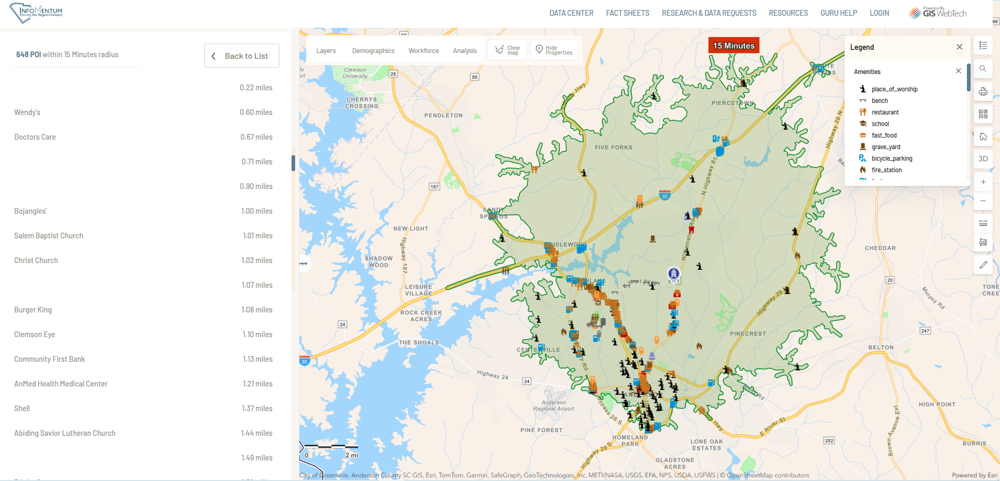 INFOMENTUM
Moving the Region Forward
DATA CENTER
FACT SHEETS
RESEARCH & DATA REQUESTS
RESOURCES
GURU HELP
LOGIN
Powered By
GIS WebTech
648 POI within 15 Minutes radius
Back to List
0.22 miles
Wendy's 0.60 miles
Doctors Care 0.67 miles
0.71 miles
0.90 miles
Bojangles' 1.00 miles
Salem Baptist Church 1.01 miles
Christ Church 1.02 miles
1.07 miles
Burger King 1.08 miles
Clemson Eye 1.10 miles
Community First Bank 1.13 miles
AnMed Health Medical Center 1.21 miles
Shell 1.37 miles
Abiding Savior Lutheran Church 1.44 miles
1.49 miles
Layers
Demographics
Workforce
Analysis
Clear
map
Hide
Properties
15 Minutes
Legend
Amenities
place_of_worship
bench
restaurant
school
fast_food
grave_yard
bicycle_parking
fire_station
3D
86
93
Clemson
University
28
88
CHERRYS
CROSSING
PENDLETON
PIERCETOWN
FIVE FORKS
Highway 29 N
N Highway 81
187
85
SANDY
SPRINGS
NEW LIGHT
Highway 187
SHADOW
WOOD
Williamston Rd
CHEDDAR
LEISURE
VILLAGE
ROCK CREEK
ACRES
West Pkwy
20
Murphy Rd
TONE
CREE
24
THE SHOALS
85
CENTERVILLE
Highway 29
PINECREST
247
BELTON
Highway 24
24
Anderson
Regional Airport
ANDERSON
Bypass 28 S
HIGH POINT
PINE FOREST
HOMELAND
PARK
E River St
LONE OAK
ESTATES
252
Brown Avenue Ext
BURRIS
Highway 29 S
GLADSTONE
ACRES
0 2 mi
City of Greenville, Anderson County SC GIS, Esri, TomTom, Garmin, SafeGraph, GeoTechnologies, Inc, METI/NASA, USGS, EPA, NPS, USDA, USFWS | © OpenStreetMap contributors
Powered by Esri